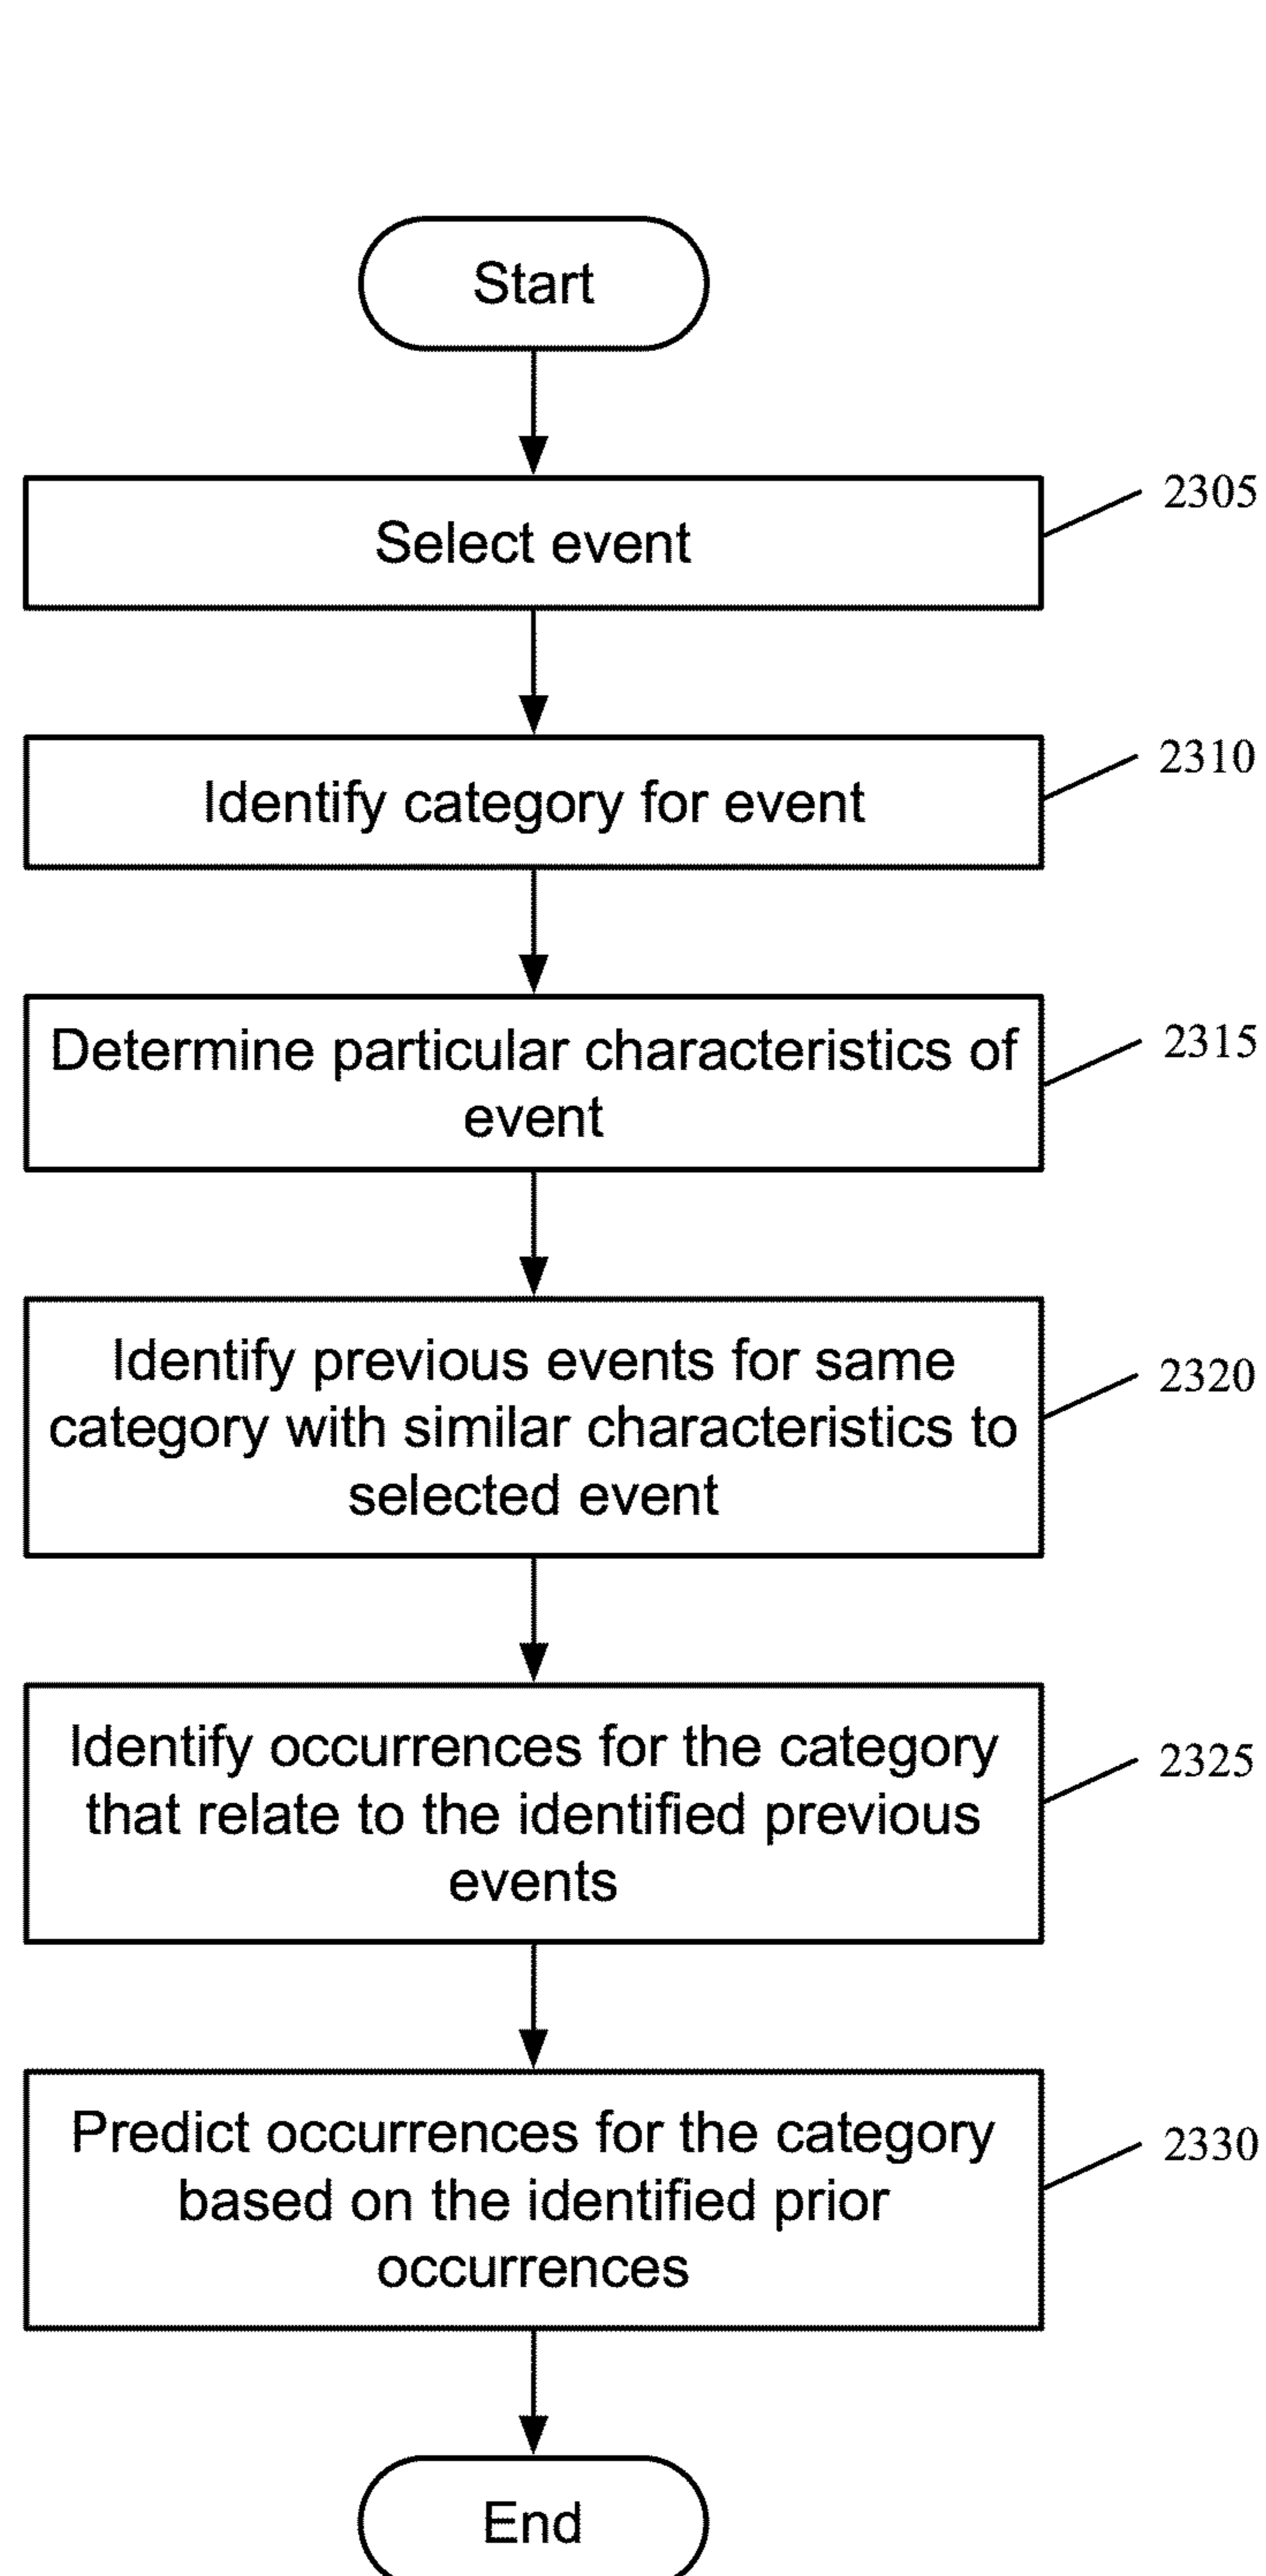 Start
Select event
2305
Identify category for event
2310
Determine particular characteristics of
event
2315
Identify previous events for same
category with similar characteristics to
selected event
2320
Identify occurrences for the category
that relate to the identified previous
events
2325
Predict occurrences for the category
based on the identified prior
occurrences
2330
End